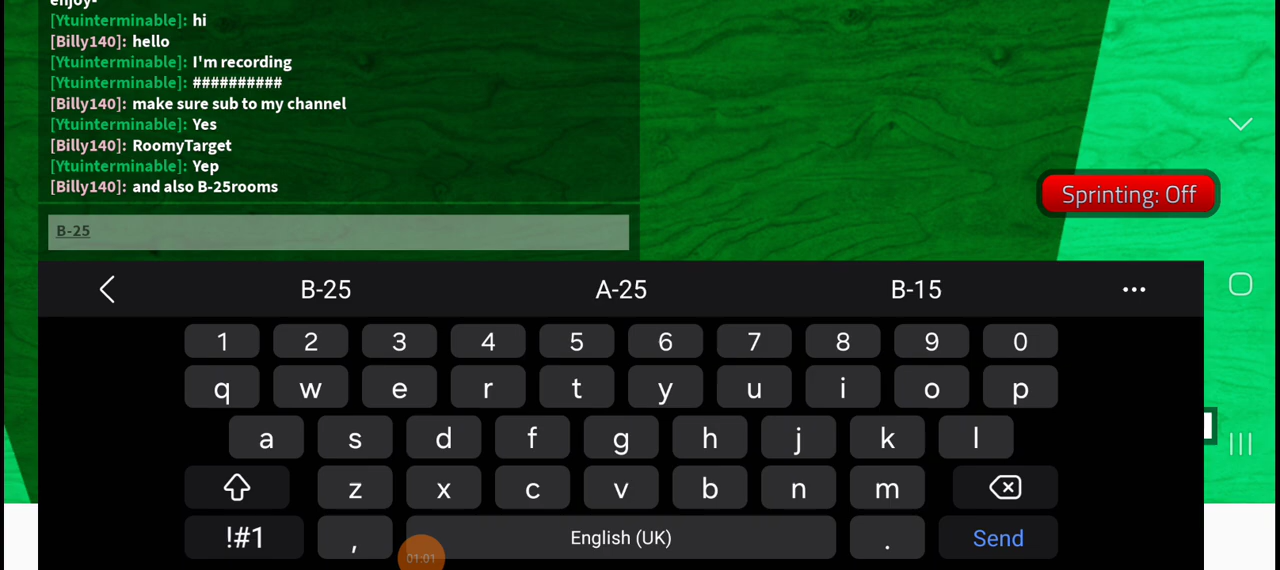 enjoy-
[Ytuinterminable]: hi
[Billy140]: hello
[Ytuinterminable]: I'm recording
[Ytuinterminable]: ##########
[Billy140]: make sure sub to my channel
[Ytuinterminable]: Yes
[Billy140]: RoomyTarget
[Ytuinterminable]: Yep
[Billy140]: and also B-25rooms
Sprinting: Off
B-25
B-25 A-25 B-15 ...
1 2 3 4 5 6 7 8 9 0
q w e r t y u i o p
a s d f g h j k l
z x c v b n m
!#1 , English (UK) . Send
01:01